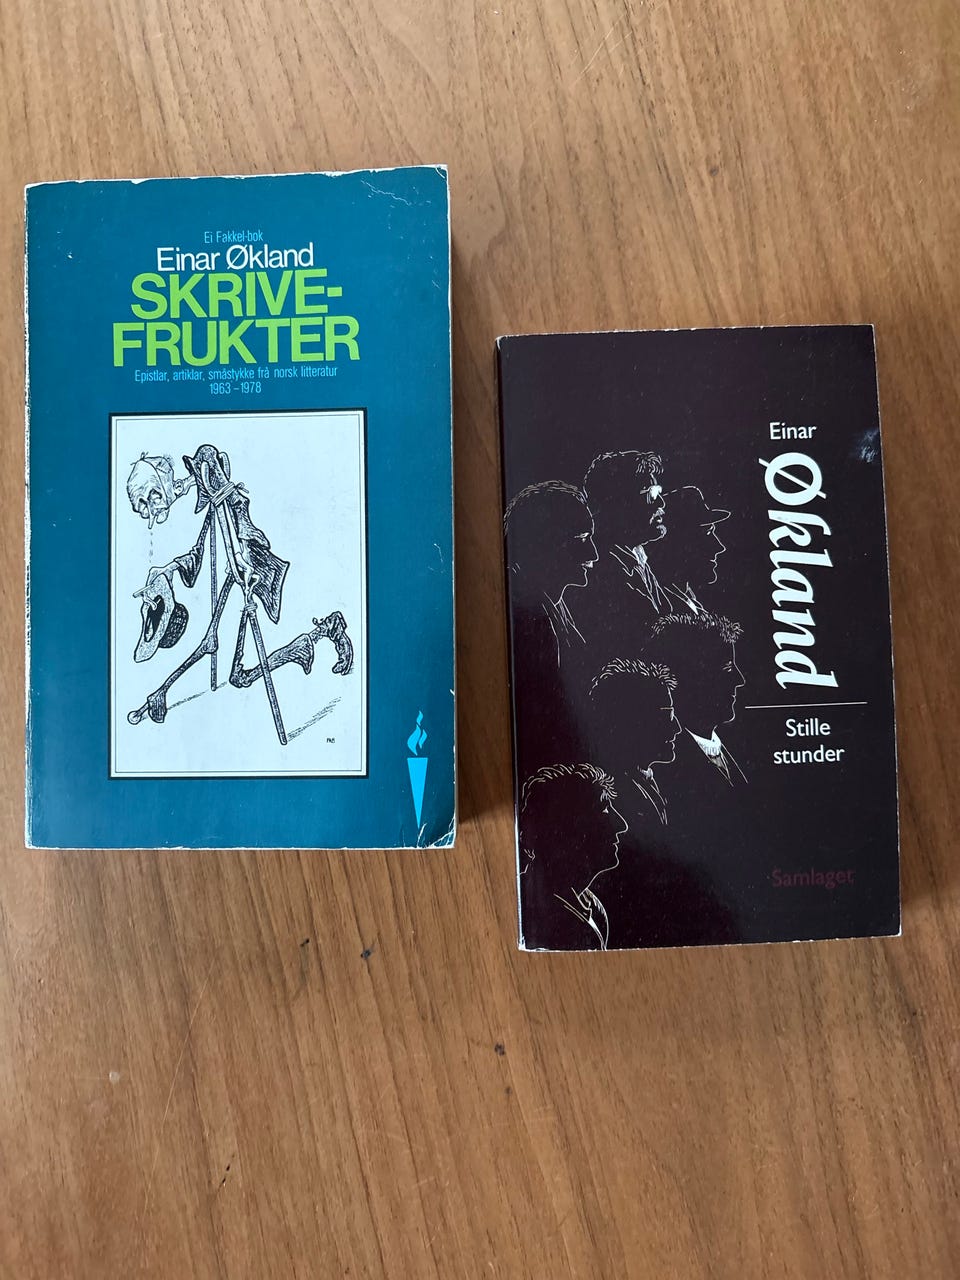 Ei Fakkel-bok
Einar Økland
SKRIVE-
FRUKTER
Epistlar, artiklar, småstykke frå norsk litteratur
1963-1978
Einar
Økland
Stille
stunder
Samlaget